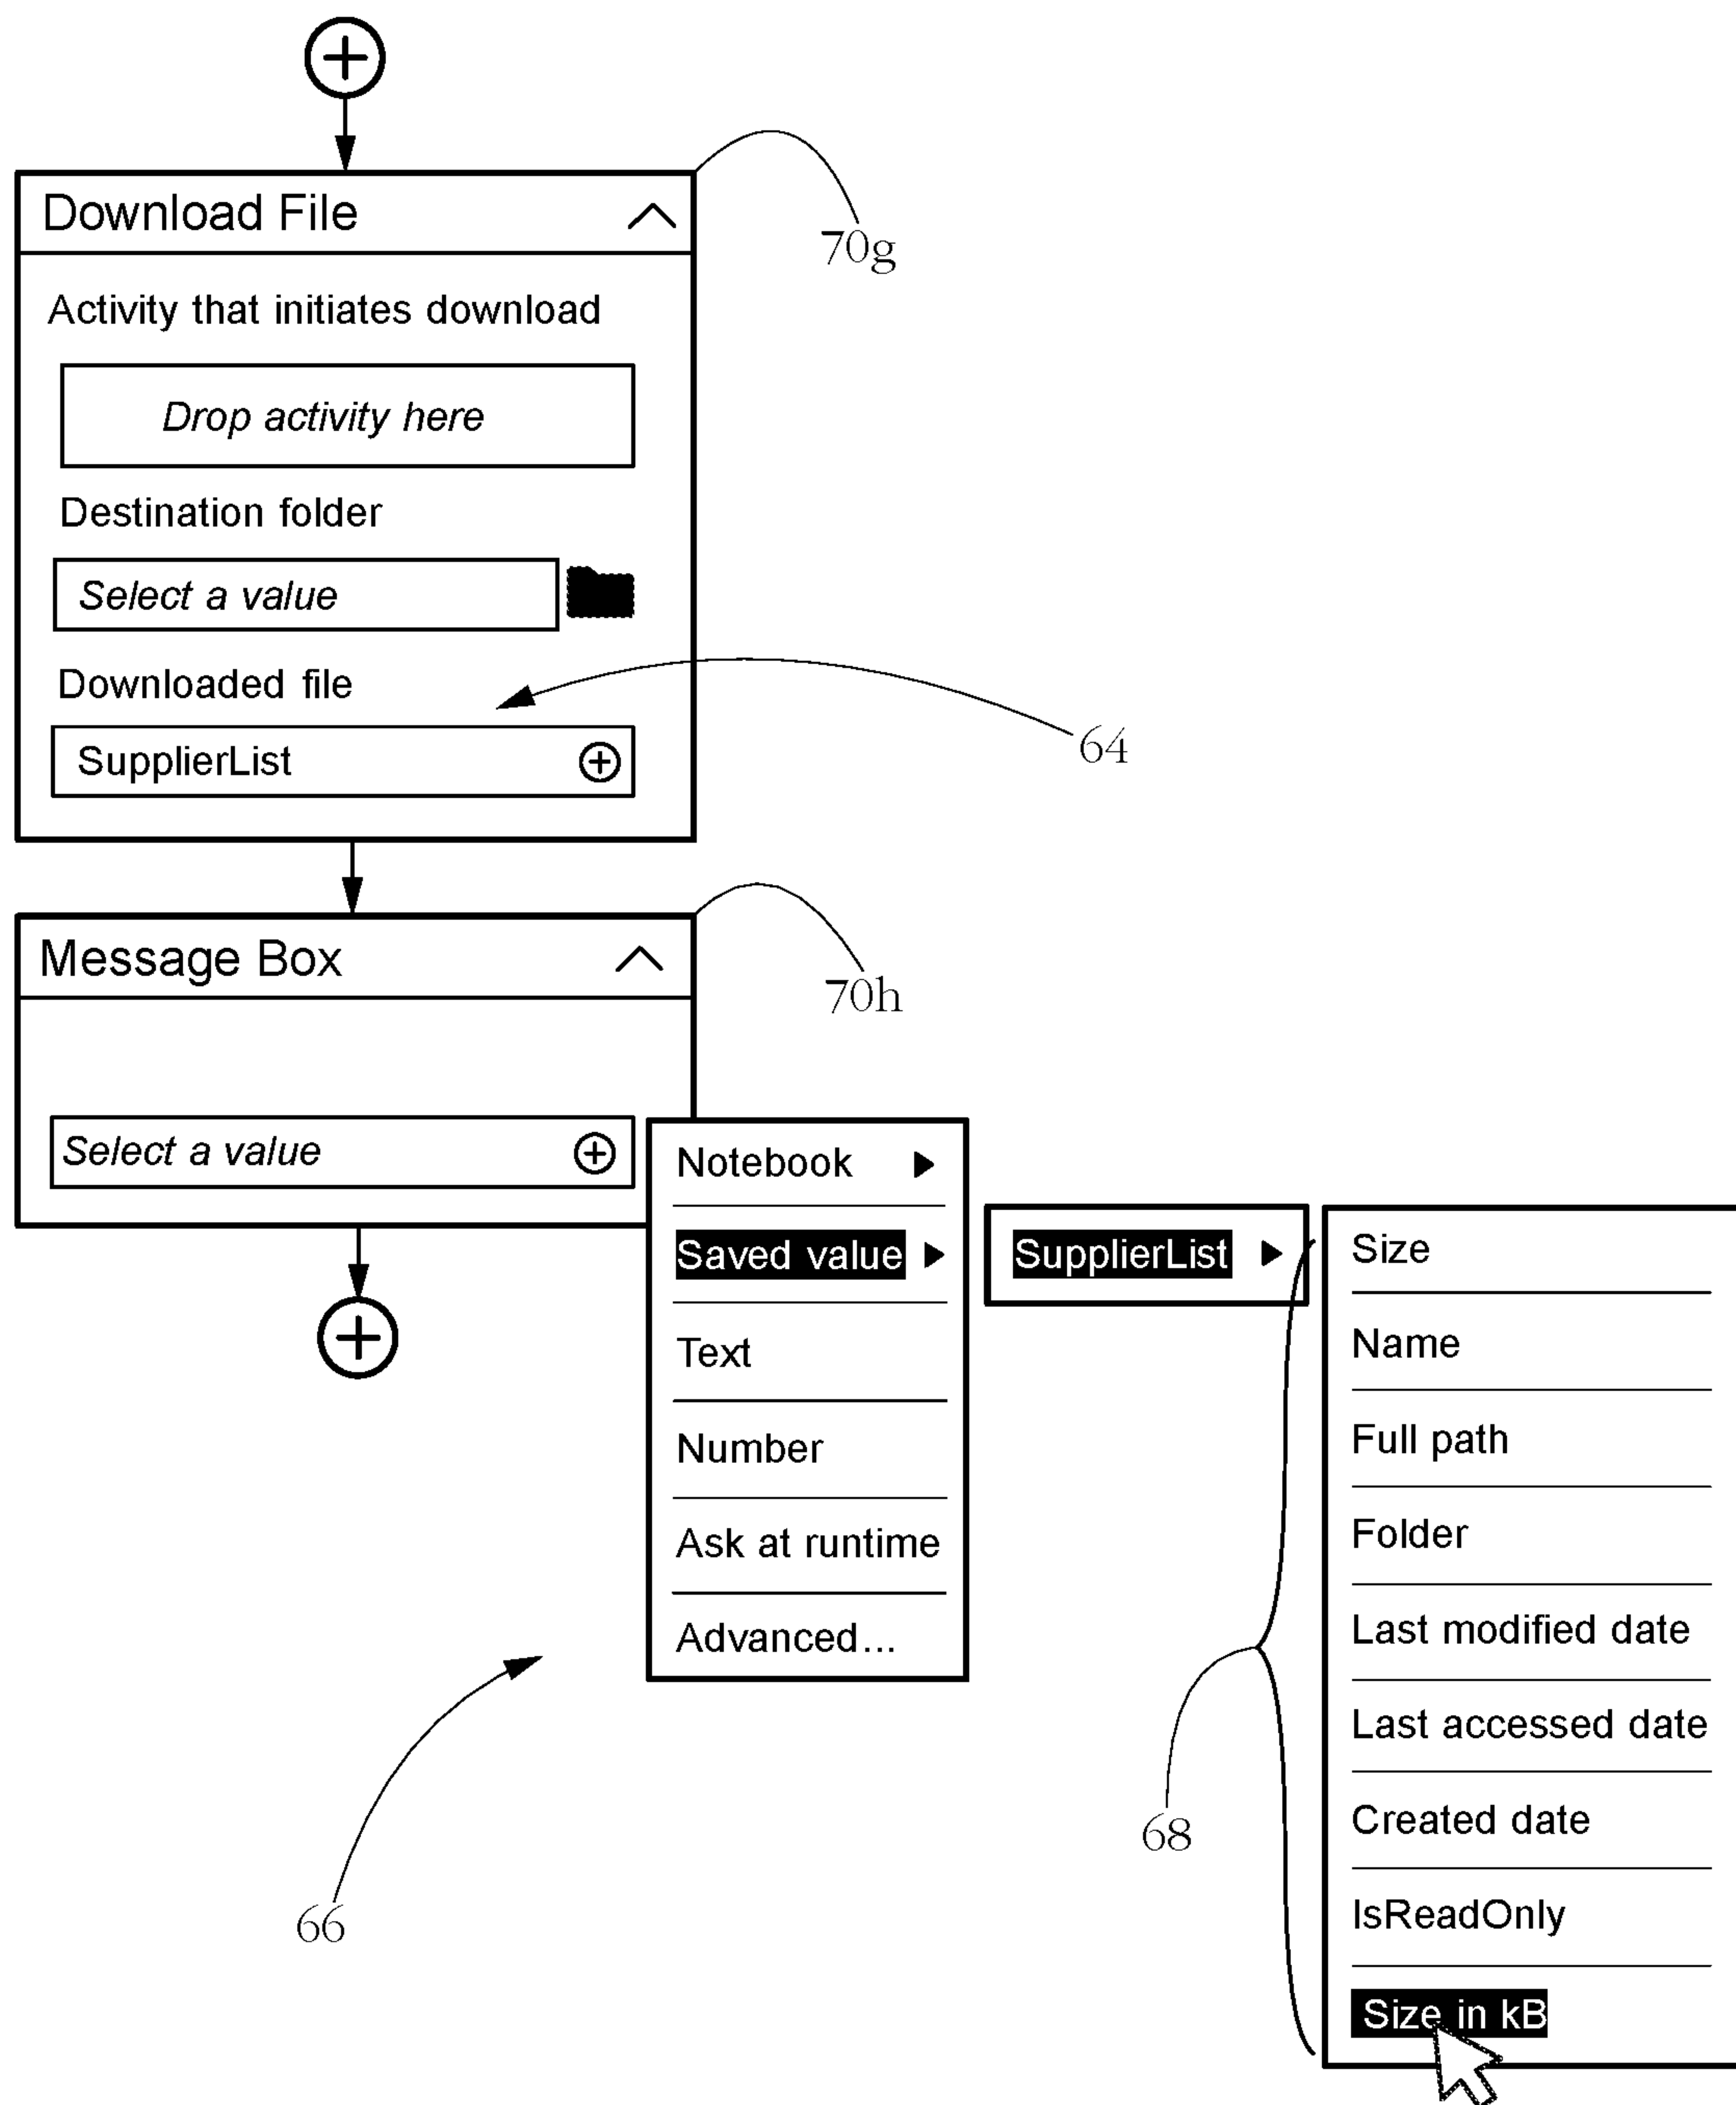 Download File
70g
Activity that initiates download
Drop activity here
Destination folder
Select a value
Downloaded file
64
SupplierList
Message Box
70h
Select a value
Notebook
Saved value
Text
Number
Ask at runtime
Advanced...
SupplierList
Size
Name
Full path
Folder
Last modified date
Last accessed date
Created date
IsReadOnly
Size in kB
68
66